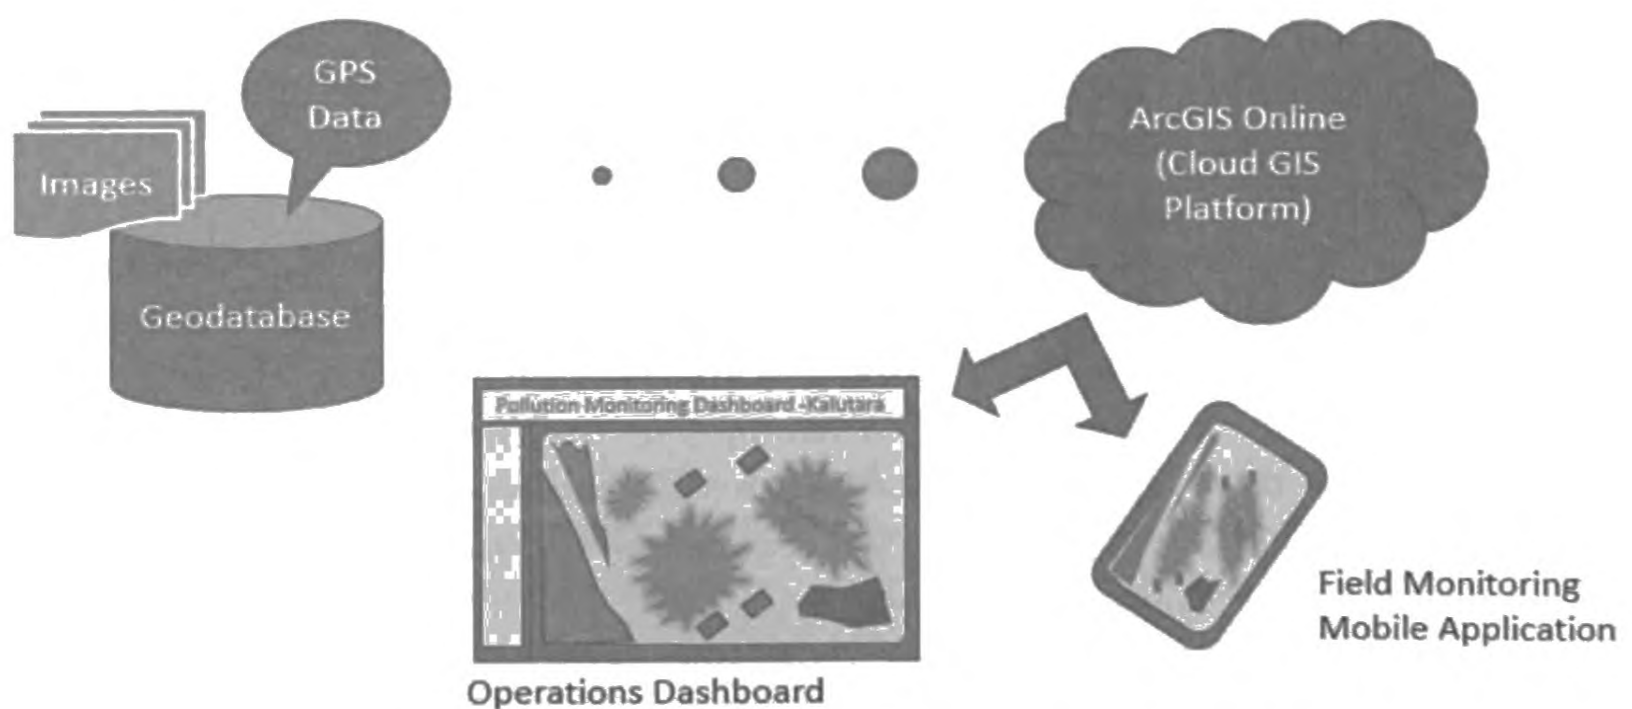 GPS
Data
Images
Geodatabase
ArcGIS Online
(Cloud GIS
Platform)
Pollution Monitoring Dashboard -Kalutara
Operations Dashboard
Field Monitoring
Mobile Application